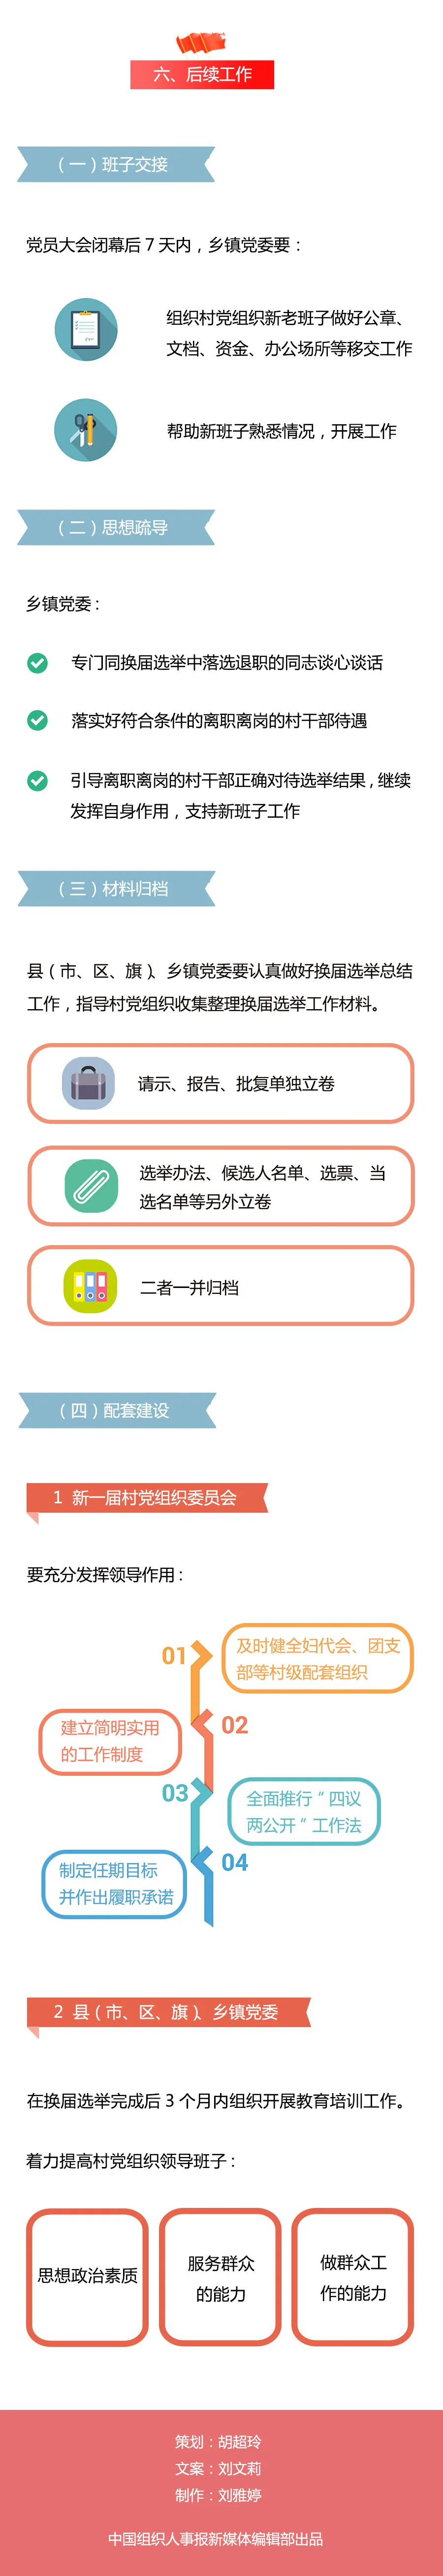 六、后续工作
（一）班子交接
党员大会闭幕后7天内，乡镇党委要：
组织村党组织新老班子做好公章、
文档、资金、办公场所等移交工作
帮助新班子熟悉情况，开展工作
（二）思想疏导
乡镇党委：
专门同换届选举中落选退职的同志谈心谈话
落实好符合条件的离职离岗的村干部待遇
引导离职离岗的村干部正确对待选举结果，继续
发挥自身作用，支持新班子工作
（三）材料归档
县（市、区、旗）、乡镇党委要认真做好换届选举总结
工作，指导村党组织收集整理换届选举工作材料。
请示、报告、批复单独立卷
选举办法、候选人名单、选票、当
选名单等另外立卷
二者一并归档
（四）配套建设
1 新一届村党组织委员会
要充分发挥领导作用：
01
及时健全妇代会、团支
部等村级配套组织
02
建立简明实用
的工作制度
03
全面推行“四议
两公开”工作法
04
制定任期目标
并作出履职承诺
2 县（市、区、旗）、乡镇党委
在换届选举完成后3个月内组织开展教育培训工作。
着力提高村党组织领导班子：
思想政治素质
服务群众
的能力
做群众工
作的能力
策划：胡超玲
文案：刘文莉
制作：刘雅婷
中国组织人事报新媒体编辑部出品